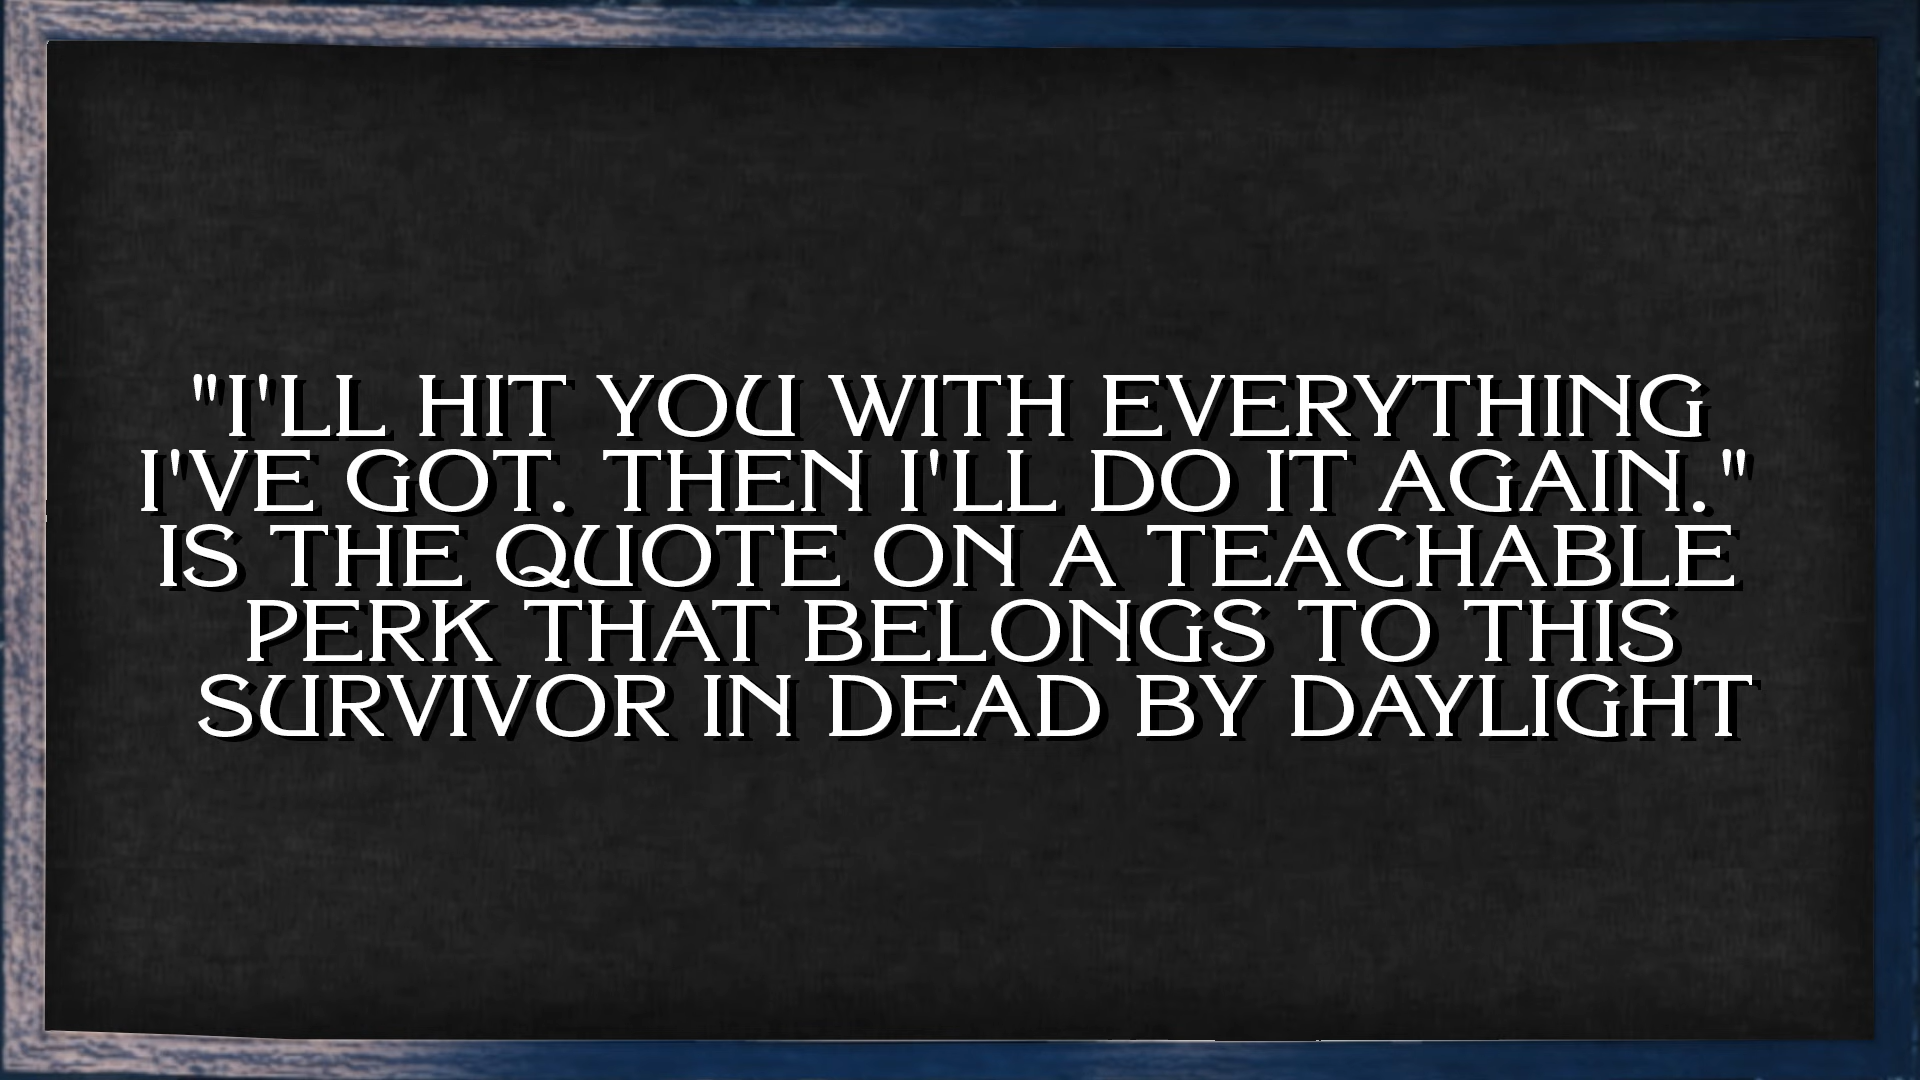 "I'LL HIT YOU WITH EVERYTHING
I'VE GOT. THEN I'LL DO IT AGAIN."
IS THE QUOTE ON A TEACHABLE
PERK THAT BELONGS TO THIS
SURVIVOR IN DEAD BY DAYLIGHT